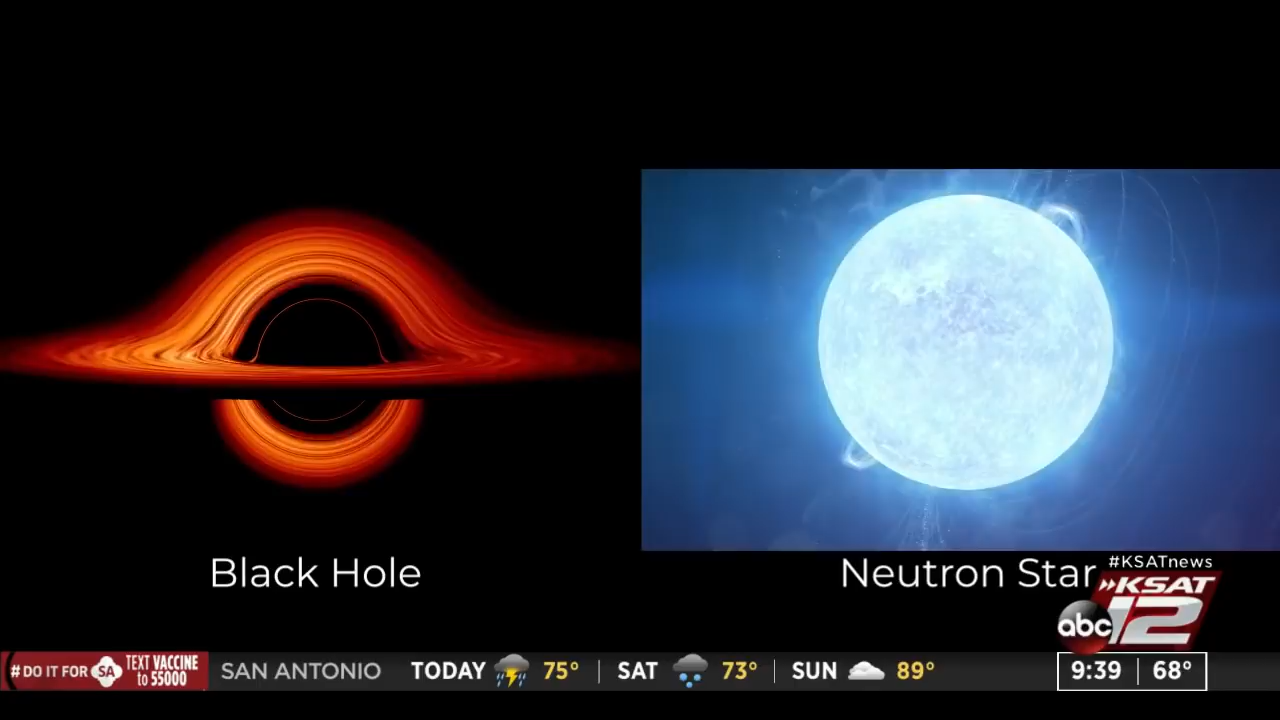 Black Hole
Neutron Star
#KSATnews
KSAT
abc 12
# DO IT FOR SA TEXT VACCINE
to 55000
SAN ANTONIO TODAY 75° SAT 73° SUN 89° 9:39 68°